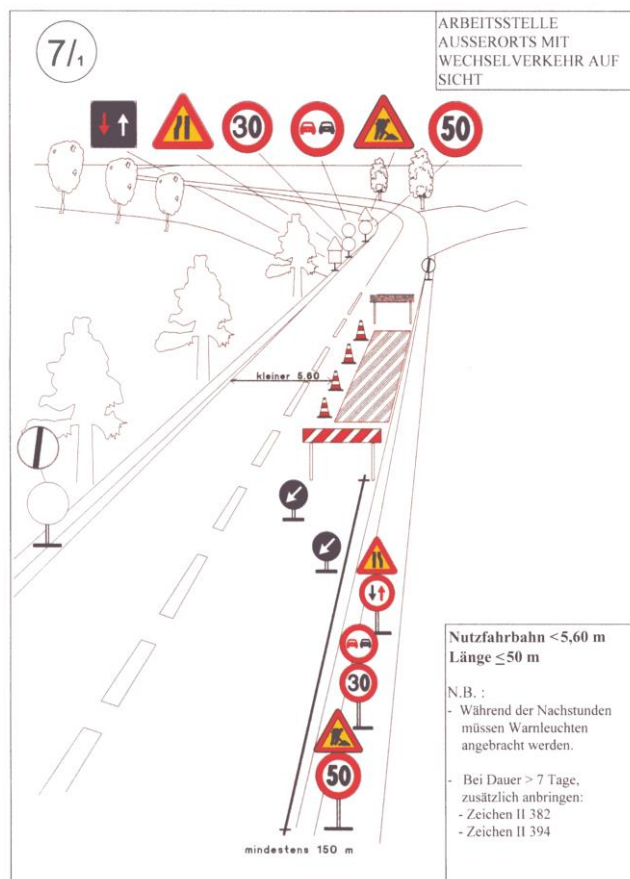 7/1
ARBEITSSTELLE
AUSSERORTS MIT
WECHSELVERKEHR AUF
SICHT
30
50
kleiner 5,60
30
50
mindestens 150 m
Nutzfahrbahn <5,60 m
Länge ≤50 m
N.B. :
- Während der Nachstunden
müssen Warnleuchten
angebracht werden.
- Bei Dauer > 7 Tage,
zusätzlich anbringen:
- Zeichen II 382
- Zeichen II 394